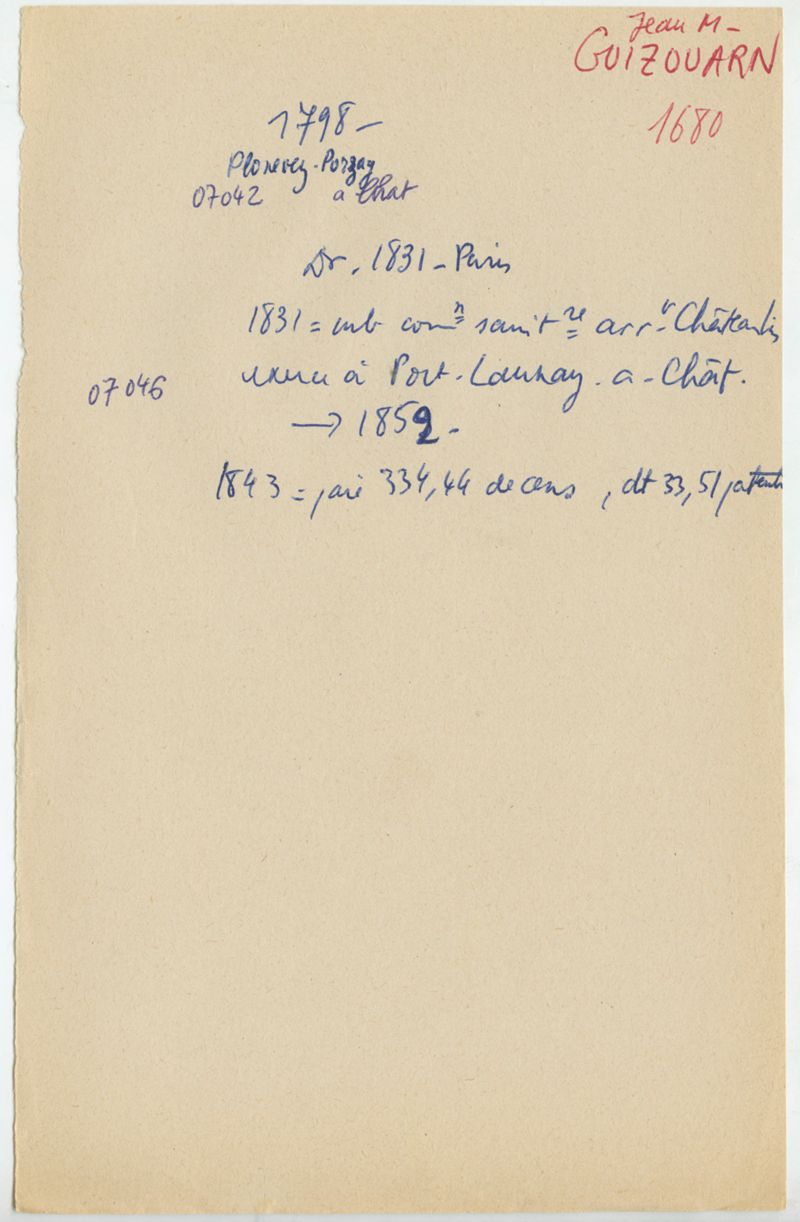 Jean M-
GUIZOUARN
1680
1798 -
Plonevez-Porzay
07042 a Chat
Dr. 1831 - Paris
1831 = mb comn sanitre arrt Châteaulin
07046 exerce à Port-Launay. a - Chât.
→ 1852 -
1843 = paie 334,44 de cens, dt 33,51 patente